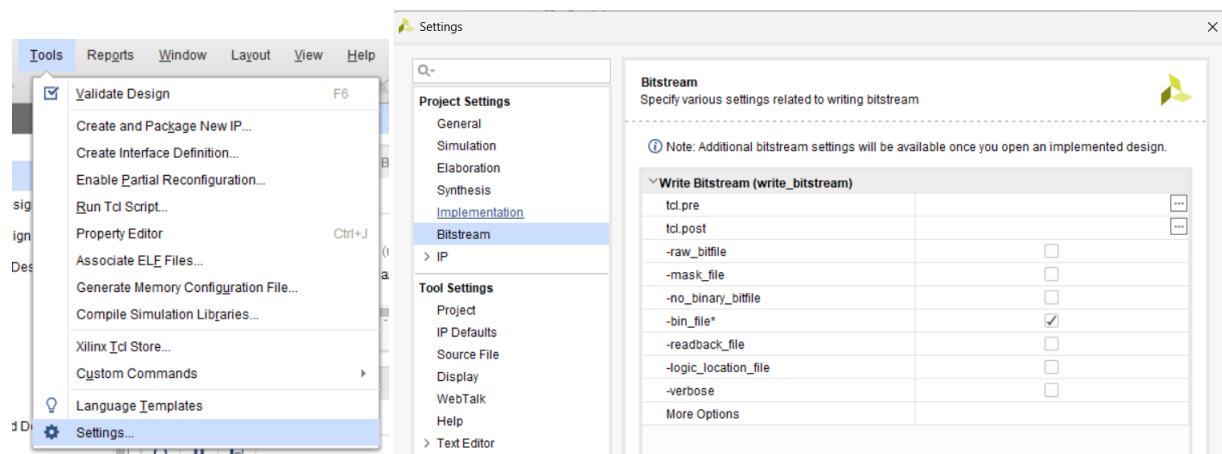 Tools Reports Window Layout View Help
Validate Design F6
Create and Package New IP...
Create Interface Definition...
Enable Partial Reconfiguration...
Run Tcl Script...
Property Editor Ctrl+J
Associate ELF Files...
Generate Memory Configuration File...
Compile Simulation Libraries...
Xilinx Tcl Store...
Custom Commands
Language Templates
Settings...
sig
ign
Des
Settings
Project Settings
General
Simulation
Elaboration
Synthesis
Implementation
Bitstream
IP
Tool Settings
Project
IP Defaults
Source File
Display
WebTalk
Help
Text Editor
Bitstream
Specify various settings related to writing bitstream
Note: Additional bitstream settings will be available once you open an implemented design.
Write Bitstream (write_bitstream)
tcl.pre
tcl.post
-raw_bitfile
-mask_file
-no_binary_bitfile
-bin_file*
-readback_file
-logic_location_file
-verbose
More Options